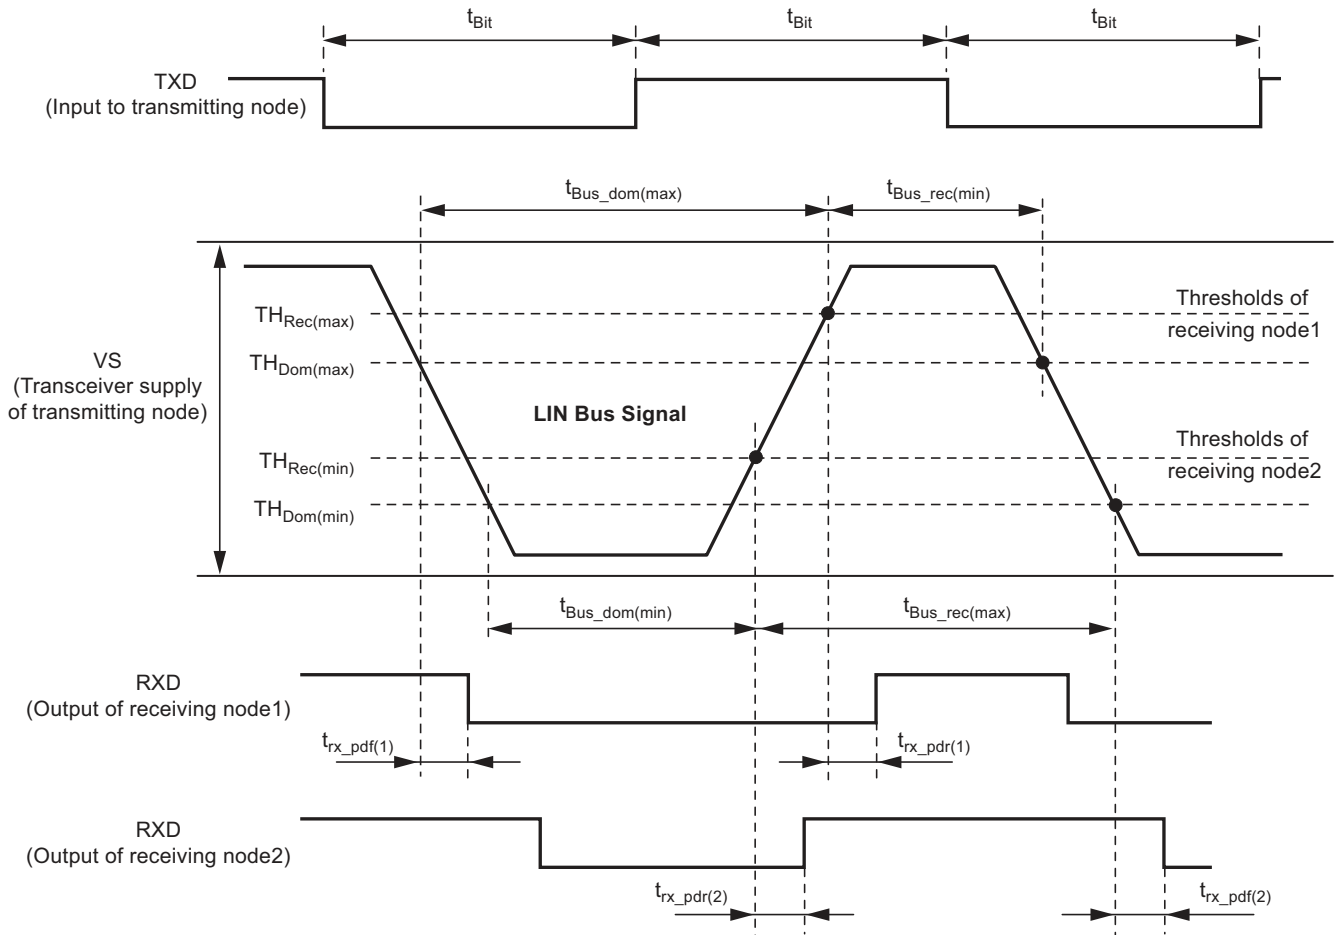 tBit tBit tBit
TXD
(Input to transmitting node)
tBus_dom(max) tBus_rec(min)
THRec(max)
Thresholds of
receiving node1
THDom(max)
VS
(Transceiver supply
of transmitting node)
LIN Bus Signal
THRec(min)
Thresholds of
receiving node2
THDom(min)
tBus_dom(min) tBus_rec(max)
RXD
(Output of receiving node1)
trx_pdf(1) trx_pdr(1)
RXD
(Output of receiving node2)
trx_pdr(2) trx_pdf(2)